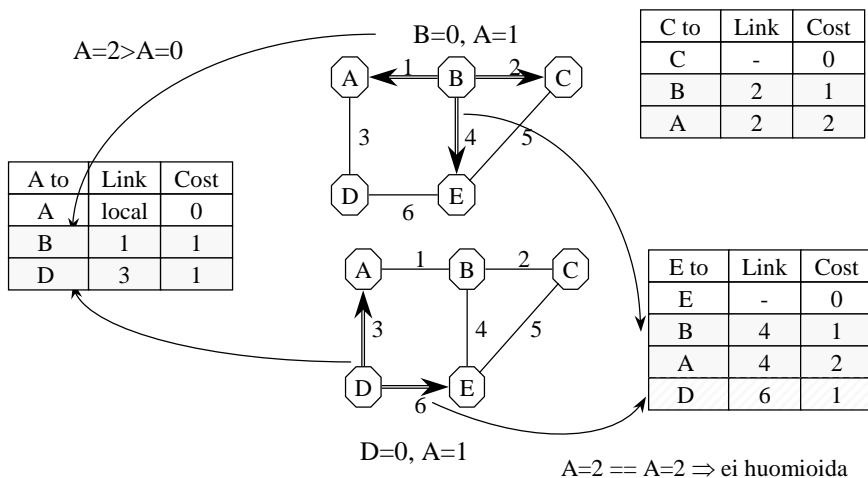 A=2>A=0
B=0, A=1
A 1 B 2 C
3 4 5
D 6 E
C to Link Cost
C - 0
B 2 1
A 2 2
A to Link Cost
A local 0
B 1 1
D 3 1
A 1 B 2 C
3 4 5
D 6 E
E to Link Cost
E - 0
B 4 1
A 4 2
D 6 1
D=0, A=1
A=2 == A=2 ⇒ ei huomioida